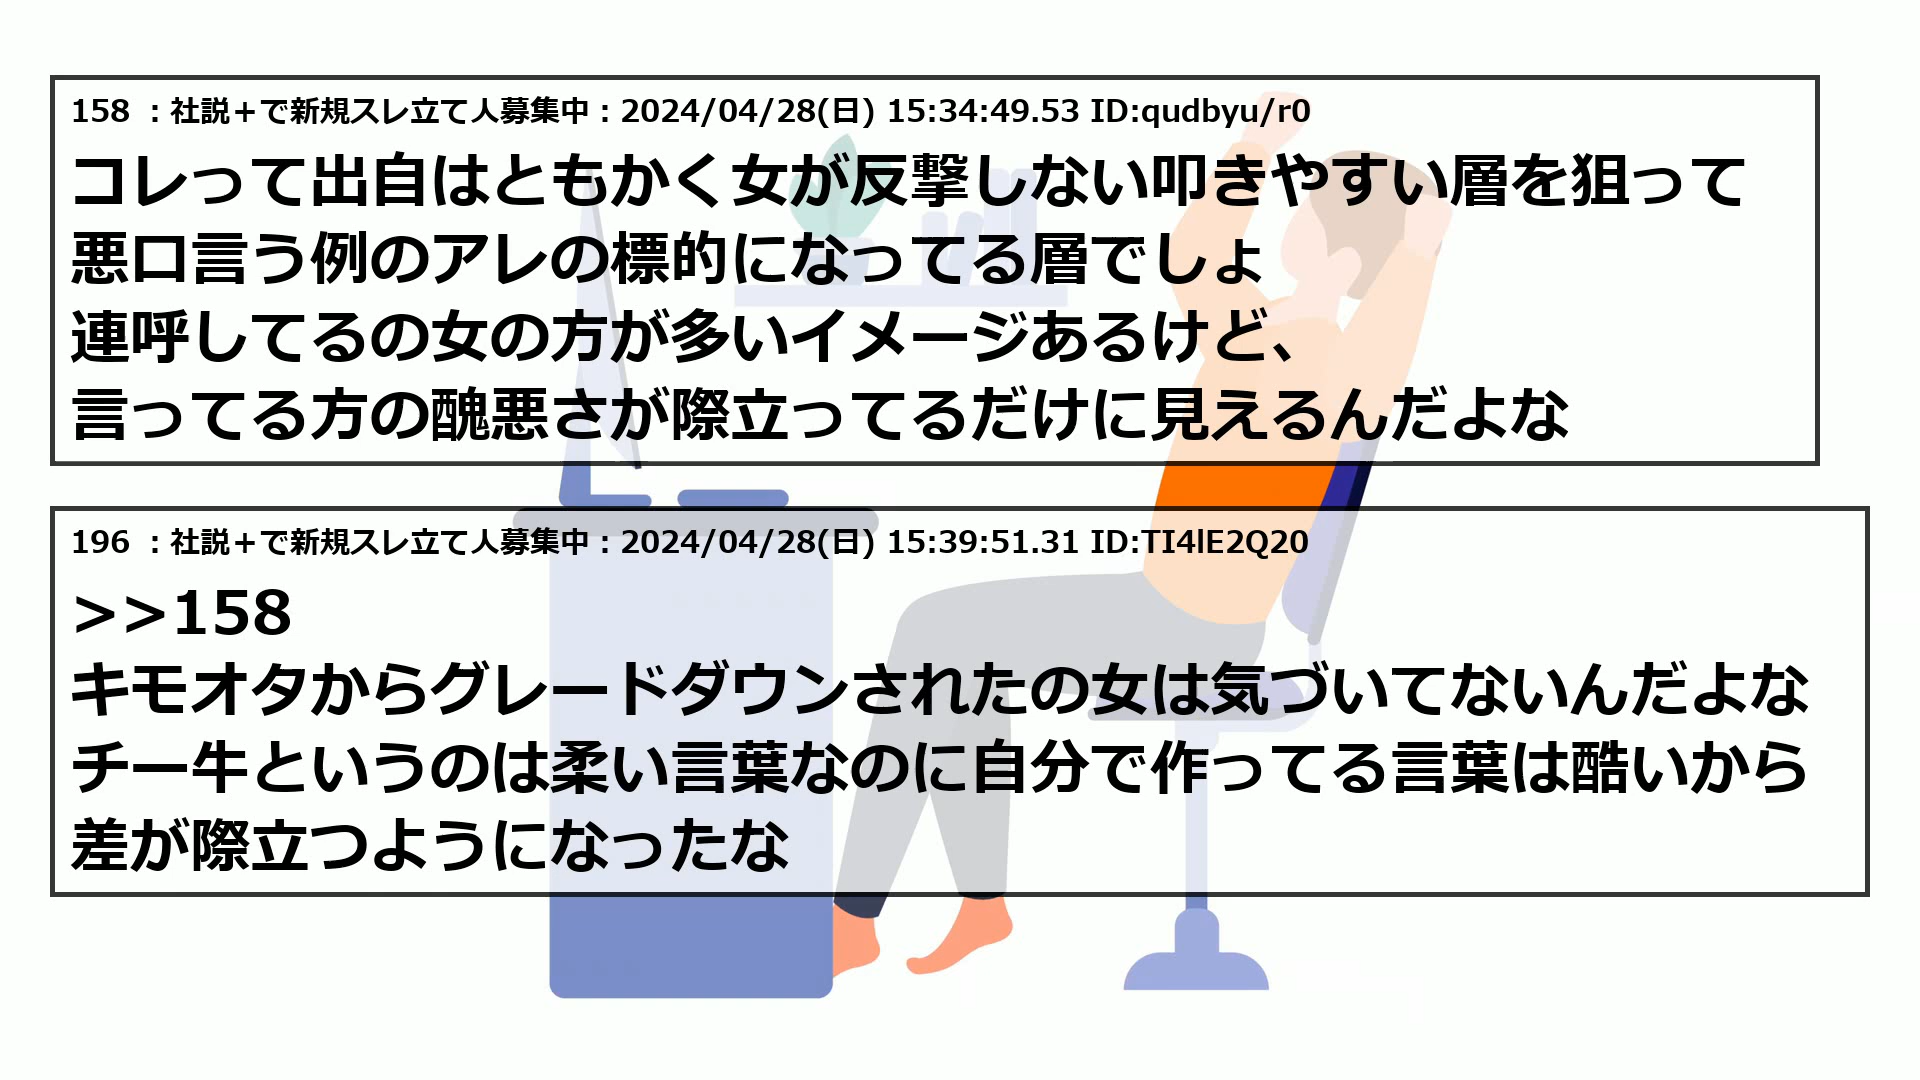 158 ：社説＋で新規スレ立て人募集中：2024/04/28(日) 15:34:49.53 ID:qudbyu/r0
コレって出自はともかく女が反撃しない叩きやすい層を狙って
悪口言う例のアレの標的になってる層でしょ
連呼してるの女の方が多いイメージあるけど、
言ってる方の醜悪さが際立ってるだけに見えるんだよな
196 ：社説＋で新規スレ立て人募集中：2024/04/28(日) 15:39:51.31 ID:TI4lE2Q20
>>158
キモオタからグレードダウンされたの女は気づいてないんだよな
チー牛というのは柔い言葉なのに自分で作ってる言葉は酷いから
差が際立つようになったな